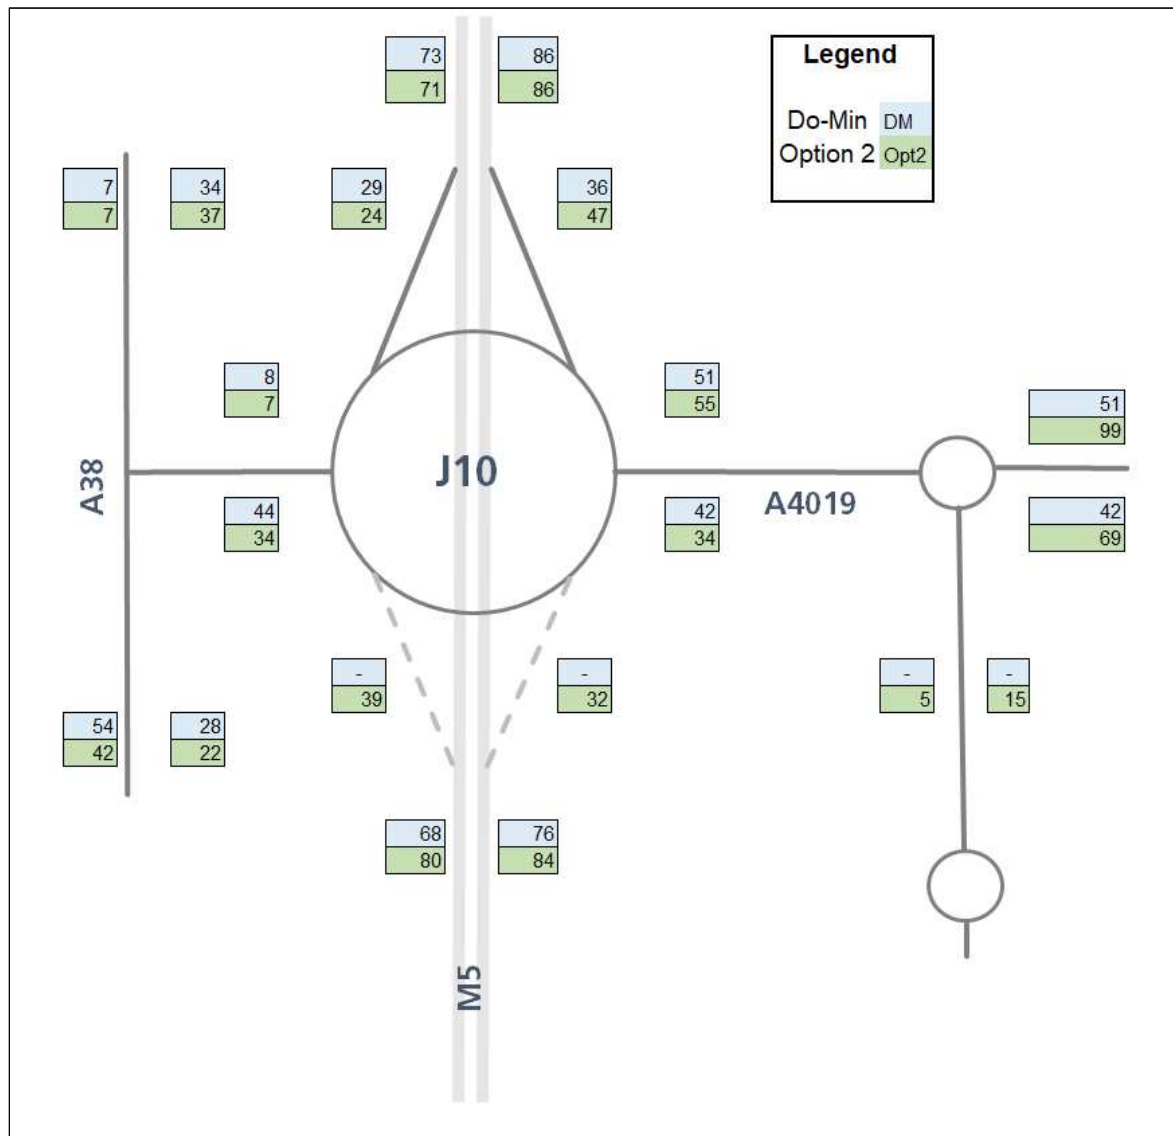 73 86
71 86
Legend
Do-Min DM
Option 2 Opt2
7 34 29 36
7 37 24 47
8 51
7 55
51
99
A38
J10
A4019
44 42 42
34 34 69
- - - -
39 32 5 15
54 28
42 22
68 76
80 84
M5